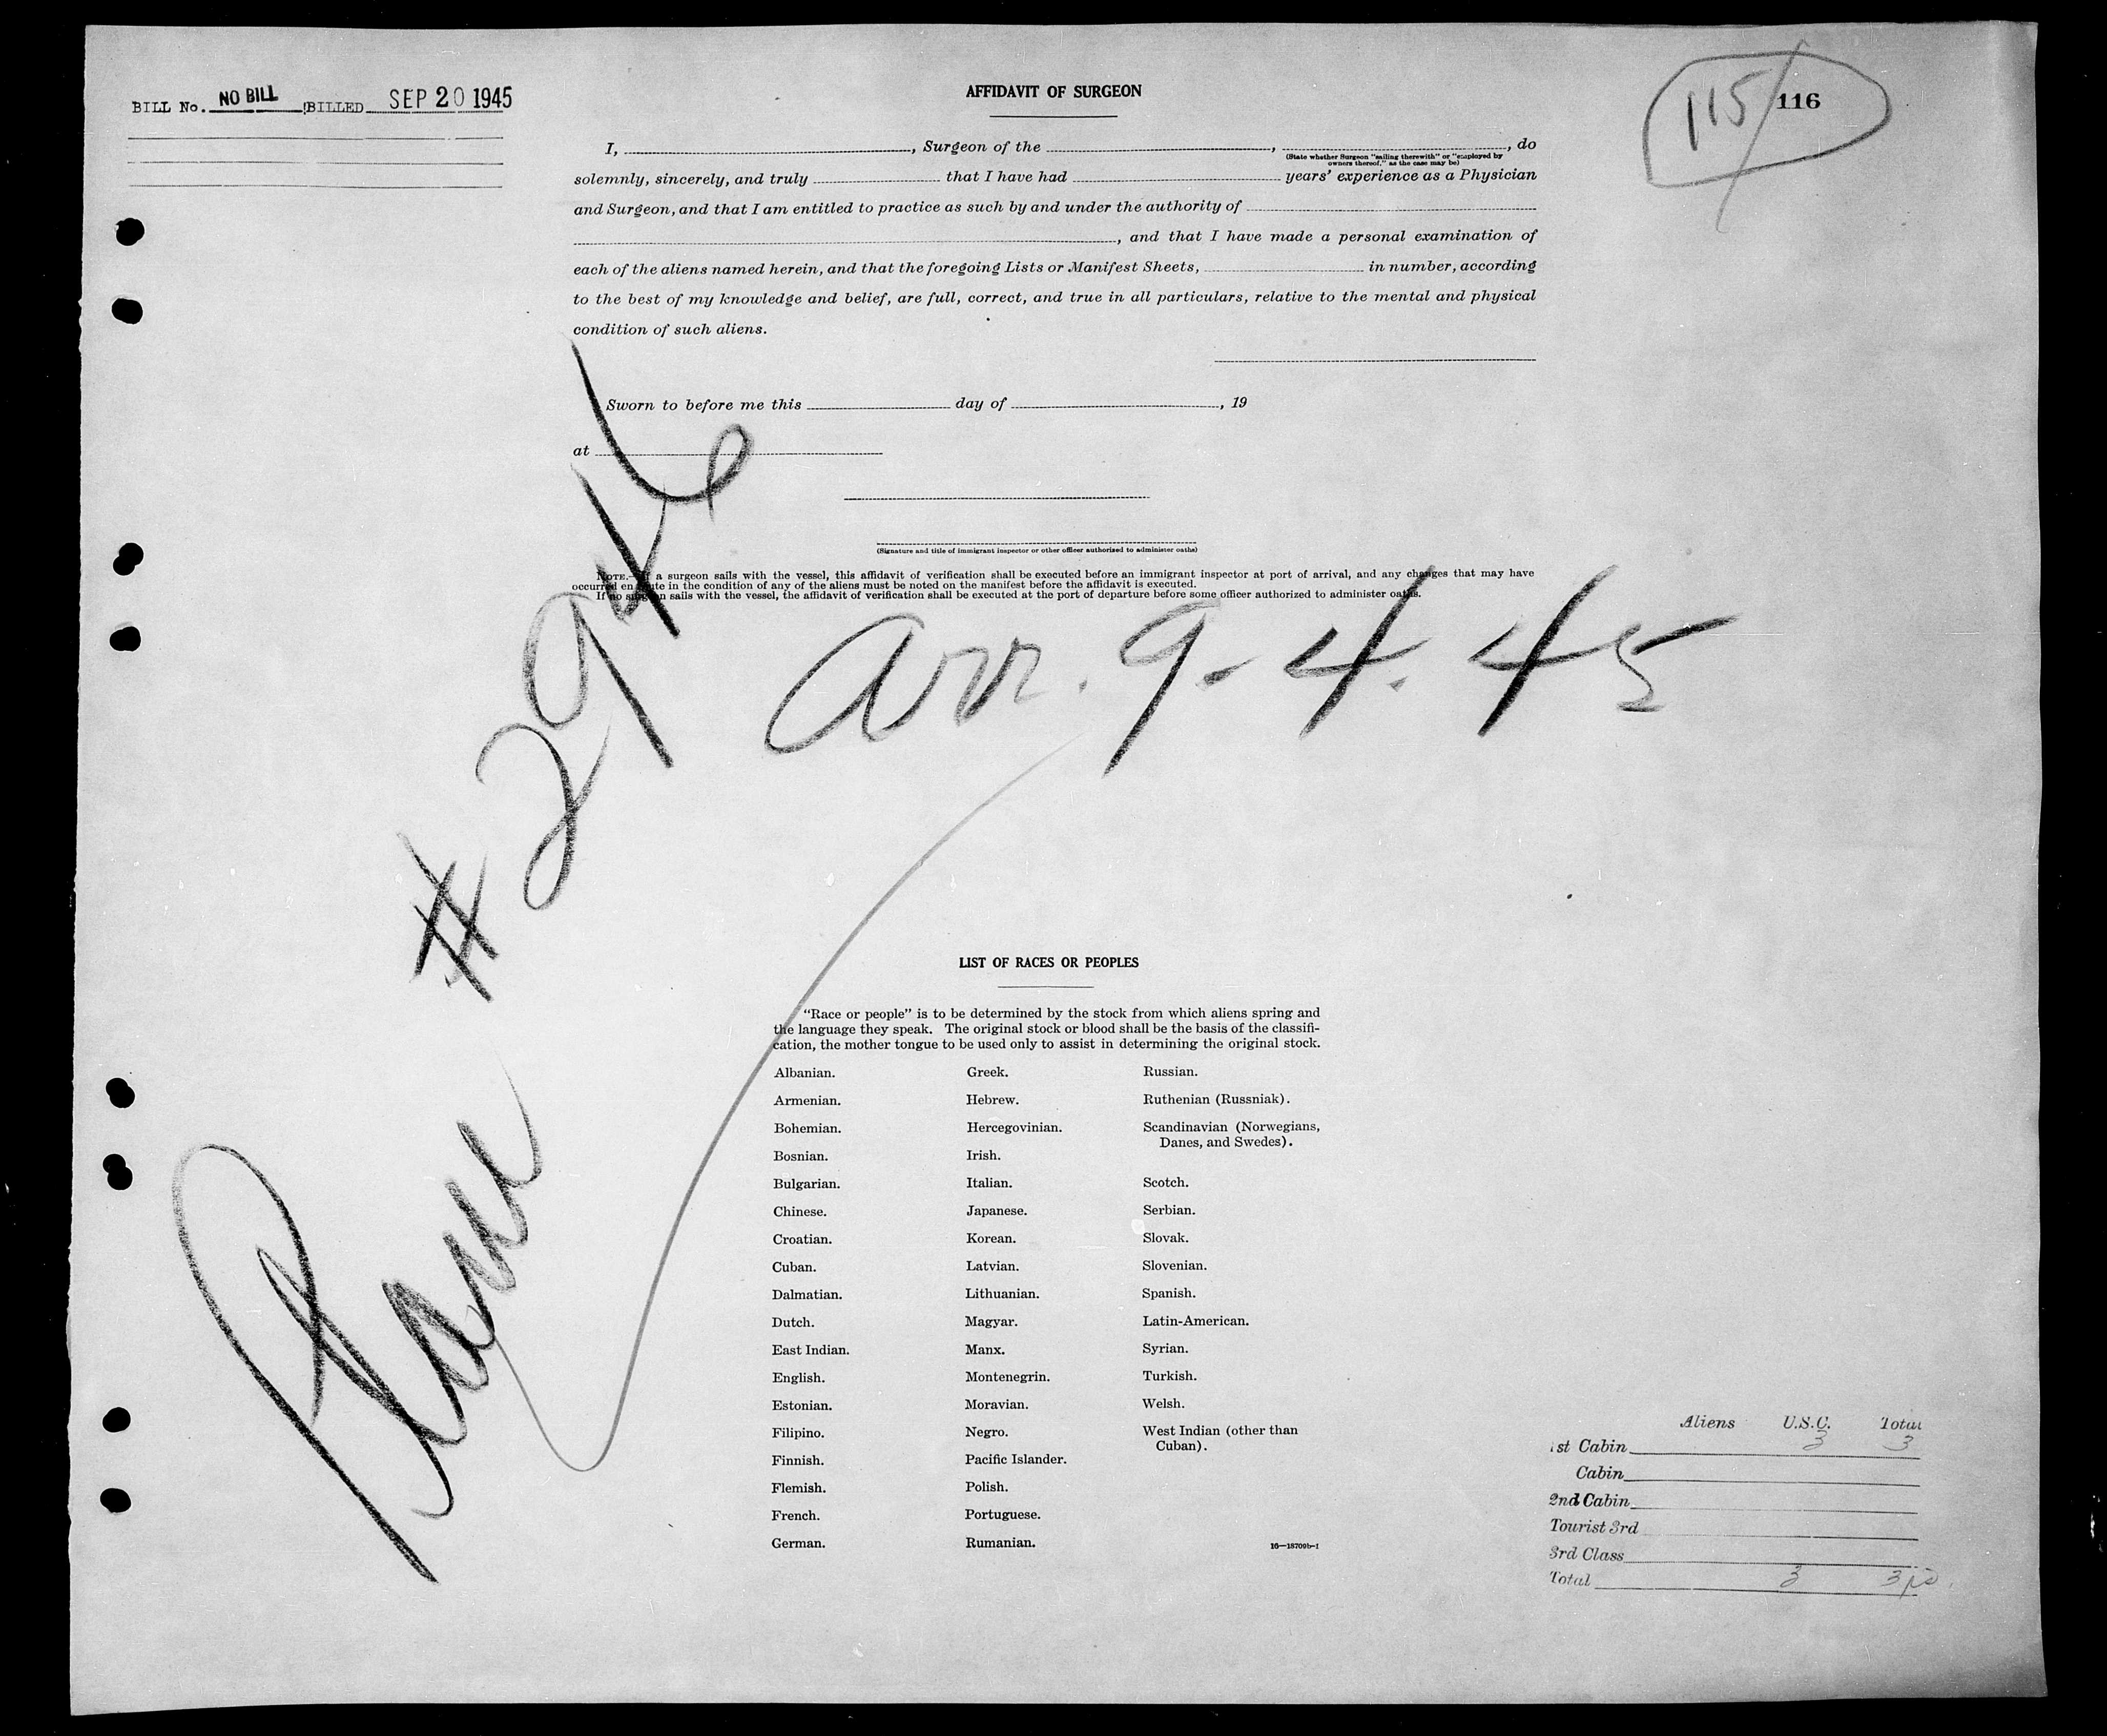 BILL No. NO BILL BILLED SEP 20 1945
AFFIDAVIT OF SURGEON
115 116
I, , Surgeon of the , , do
(State whether Surgeon "sailing therewith" or "employed by
owners thereof," as the case may be)
solemnly, sincerely, and truly that I have had years' experience as a Physician
and Surgeon, and that I am entitled to practice as such by and under the authority of
, and that I have made a personal examination of
each of the aliens named herein, and that the foregoing Lists or Manifest Sheets, in number, according
to the best of my knowledge and belief, are full, correct, and true in all particulars, relative to the mental and physical
condition of such aliens.
Sworn to before me this day of , 19
at
(Signature and title of immigrant inspector or other officer authorized to administer oaths)
NOTE.—If a surgeon sails with the vessel, this affidavit of verification shall be executed before an immigrant inspector at port of arrival, and any changes that may have
occurred en route in the condition of any of the aliens must be noted on the manifest before the affidavit is executed.
If no surgeon sails with the vessel, the affidavit of verification shall be executed at the port of departure before some officer authorized to administer oaths.
Arr. 9-4.45
Plane #2946
LIST OF RACES OR PEOPLES
"Race or people" is to be determined by the stock from which aliens spring and
the language they speak. The original stock or blood shall be the basis of the classifi-
cation, the mother tongue to be used only to assist in determining the original stock.
Albanian. Greek. Russian.
Armenian. Hebrew. Ruthenian (Russniak).
Bohemian. Hercegovinian. Scandinavian (Norwegians,
Danes, and Swedes).
Bosnian. Irish.
Bulgarian. Italian. Scotch.
Chinese. Japanese. Serbian.
Croatian. Korean. Slovak.
Cuban. Latvian. Slovenian.
Dalmatian. Lithuanian. Spanish.
Dutch. Magyar. Latin-American.
East Indian. Manx. Syrian.
English. Montenegrin. Turkish.
Estonian. Moravian. Welsh.
Filipino. Negro. West Indian (other than
Cuban).
Finnish. Pacific Islander.
Flemish. Polish.
French. Portuguese.
German. Rumanian. 16—18709b-1
Aliens U.S.C. Total
1st Cabin 3 3
Cabin
2nd Cabin
Tourist 3rd
3rd Class
Total 3 3